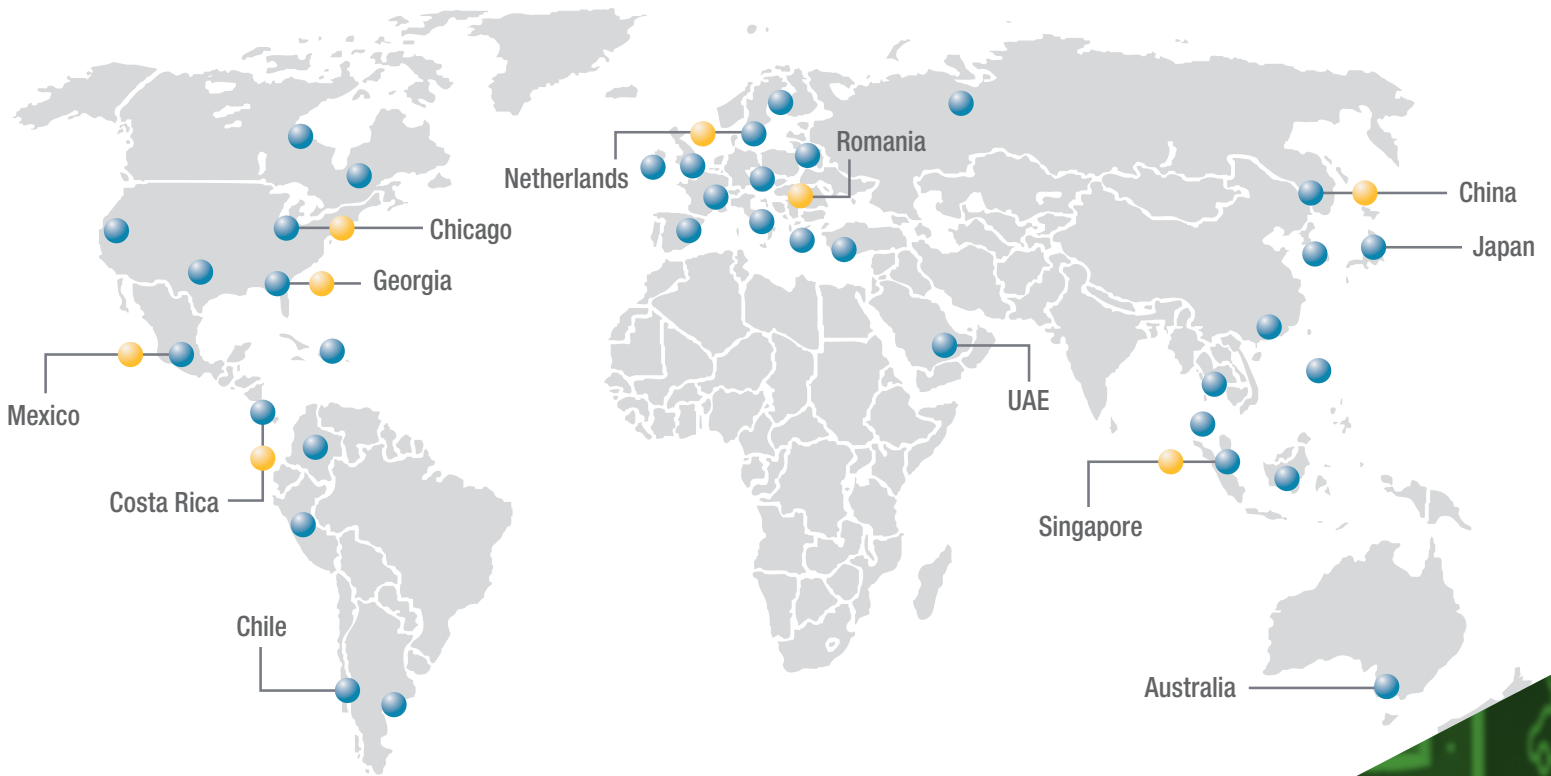 Romania
Netherlands
China
Chicago
Japan
Georgia
UAE
Mexico
Costa Rica
Singapore
Chile
Australia